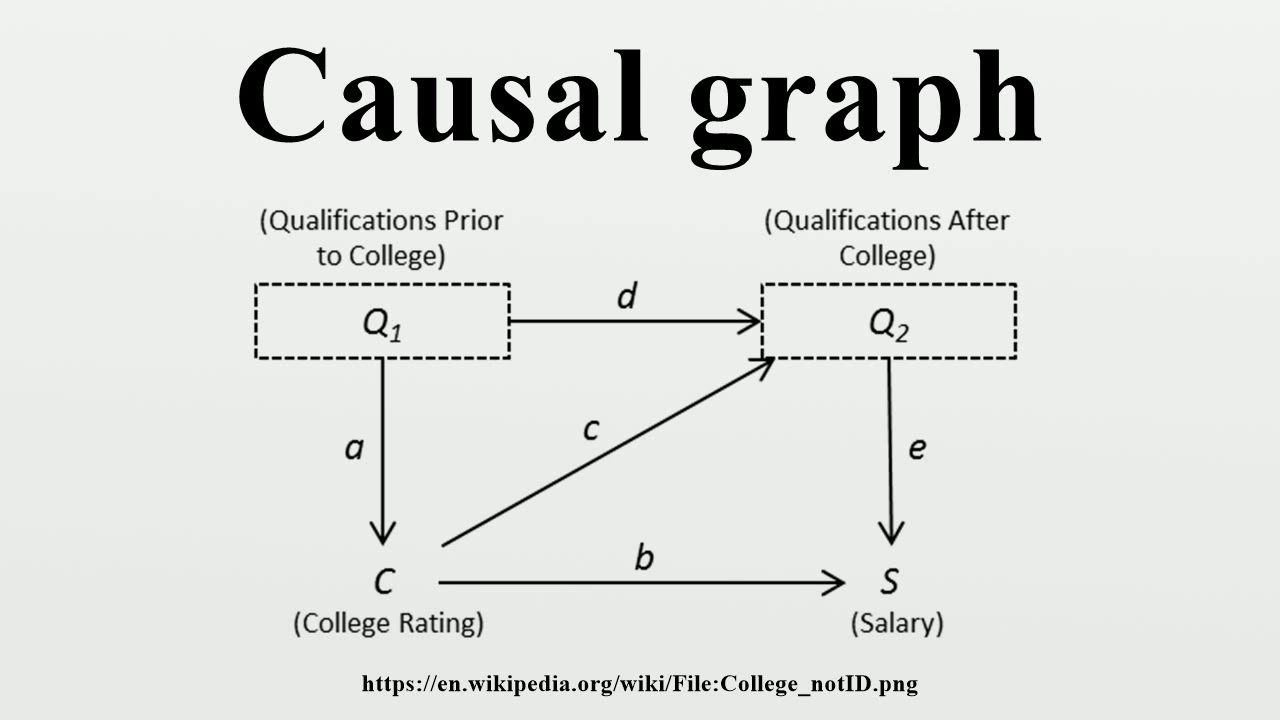 Causal graph
(Qualifications Prior
to College)
(Qualifications After
College)
Q1
d
Q2
a
c
e
b
C
S
(College Rating)
(Salary)
https://en.wikipedia.org/wiki/File:College_notID.png